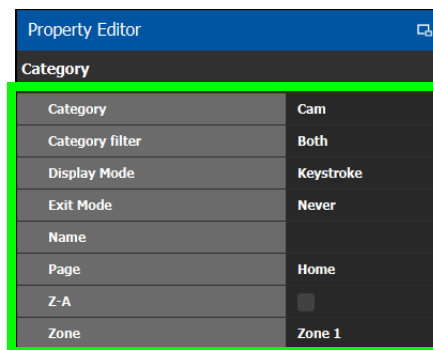 Property Editor
Category
Category Cam
Category filter Both
Display Mode Keystroke
Exit Mode Never
Name
Page Home
Z-A
Zone Zone 1